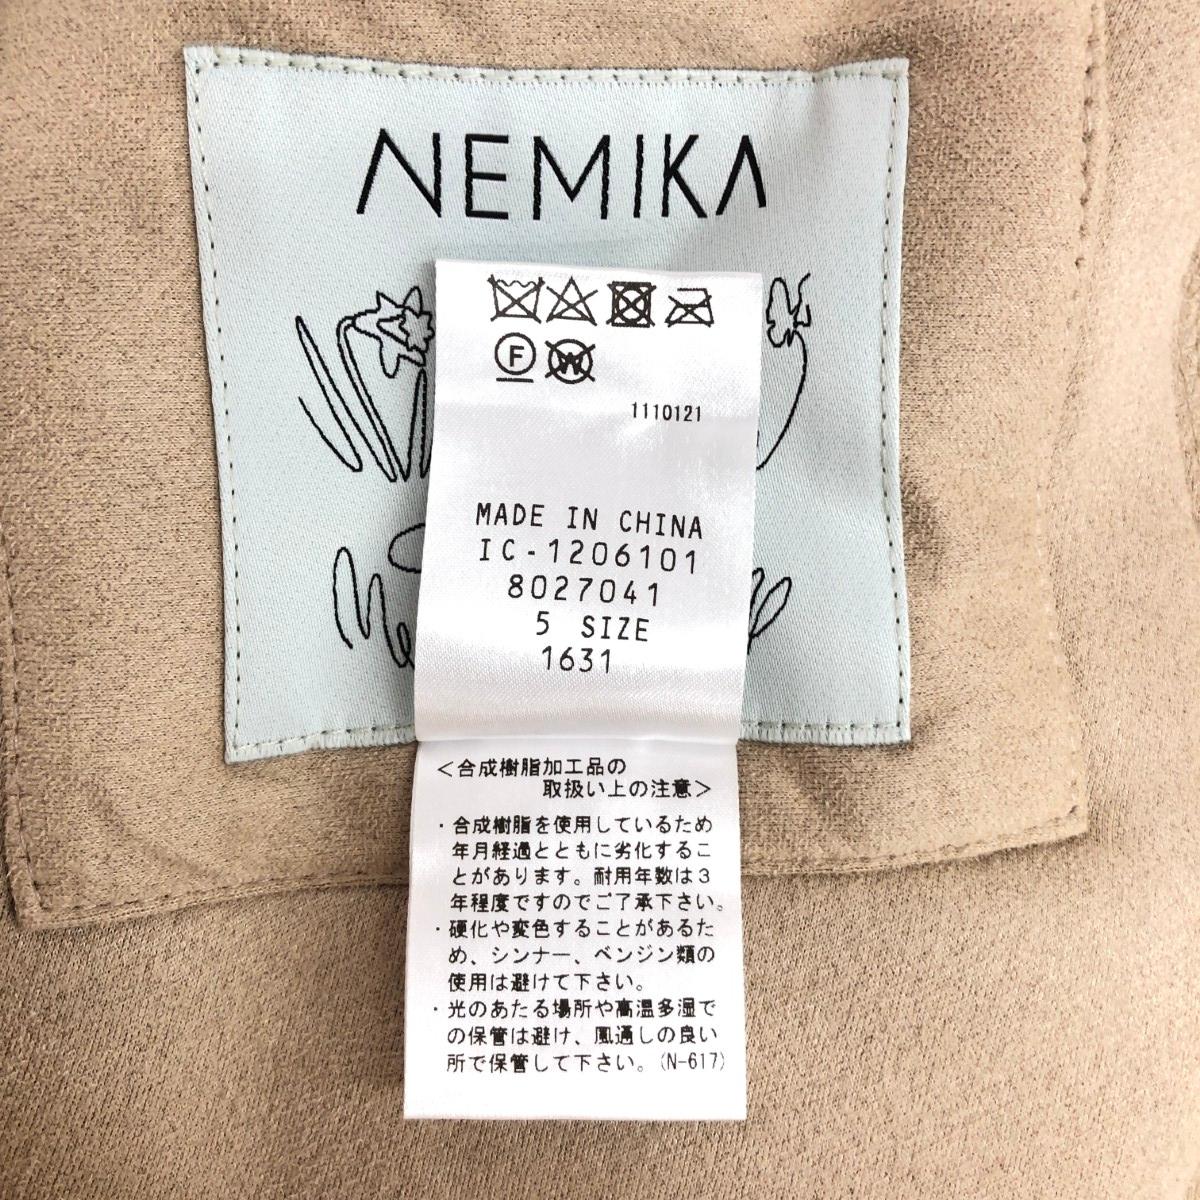 NEMIKA
F W
1110121
MADE IN CHINA
IC-1206101
8027041
5 SIZE
1631
<合成樹脂加工品の
取扱い上の注意>
・合成樹脂を使用しているため
年月経過とともに劣化するこ
とがあります。耐用年数は3
年程度ですのでご了承下さい。
・硬化や変色することがあるた
め、シンナー、ベンジン類の
使用は避けて下さい。
・光のあたる場所や高温多湿で
の保管は避け、風通しの良い
所で保管して下さい。(N-617)